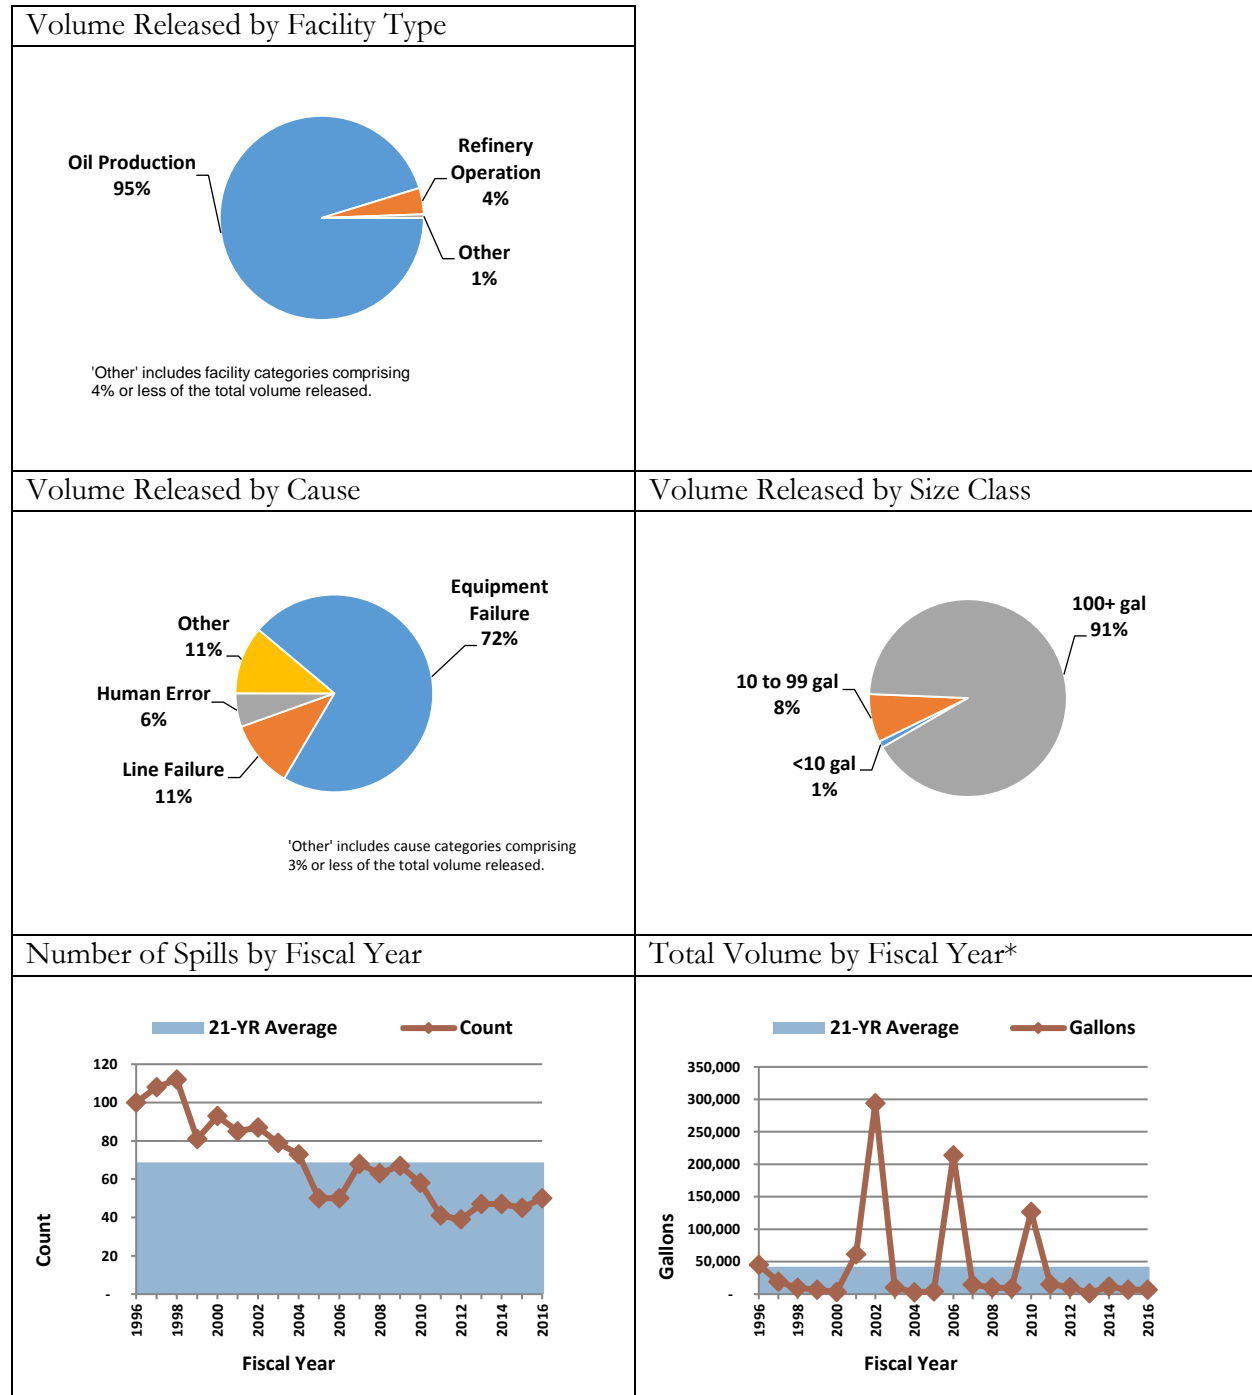 Volume Released by Facility Type
Oil Production
95%
Refinery
Operation
4%
Other
1%
'Other' includes facility categories comprising
4% or less of the total volume released.
Volume Released by Cause
Equipment
Failure
72%
Other
11%
Human Error
6%
Line Failure
11%
'Other' includes cause categories comprising
3% or less of the total volume released.
Volume Released by Size Class
100+ gal
91%
10 to 99 gal
8%
<10 gal
1%
Number of Spills by Fiscal Year
21-YR Average
Count
120
100
80
60
40
20
-
Count
1996
1998
2000
2002
2004
2006
2008
2010
2012
2014
2016
Fiscal Year
Total Volume by Fiscal Year*
21-YR Average
Gallons
350,000
300,000
250,000
200,000
150,000
100,000
50,000
-
Gallons
1996
1998
2000
2002
2004
2006
2008
2010
2012
2014
2016
Fiscal Year